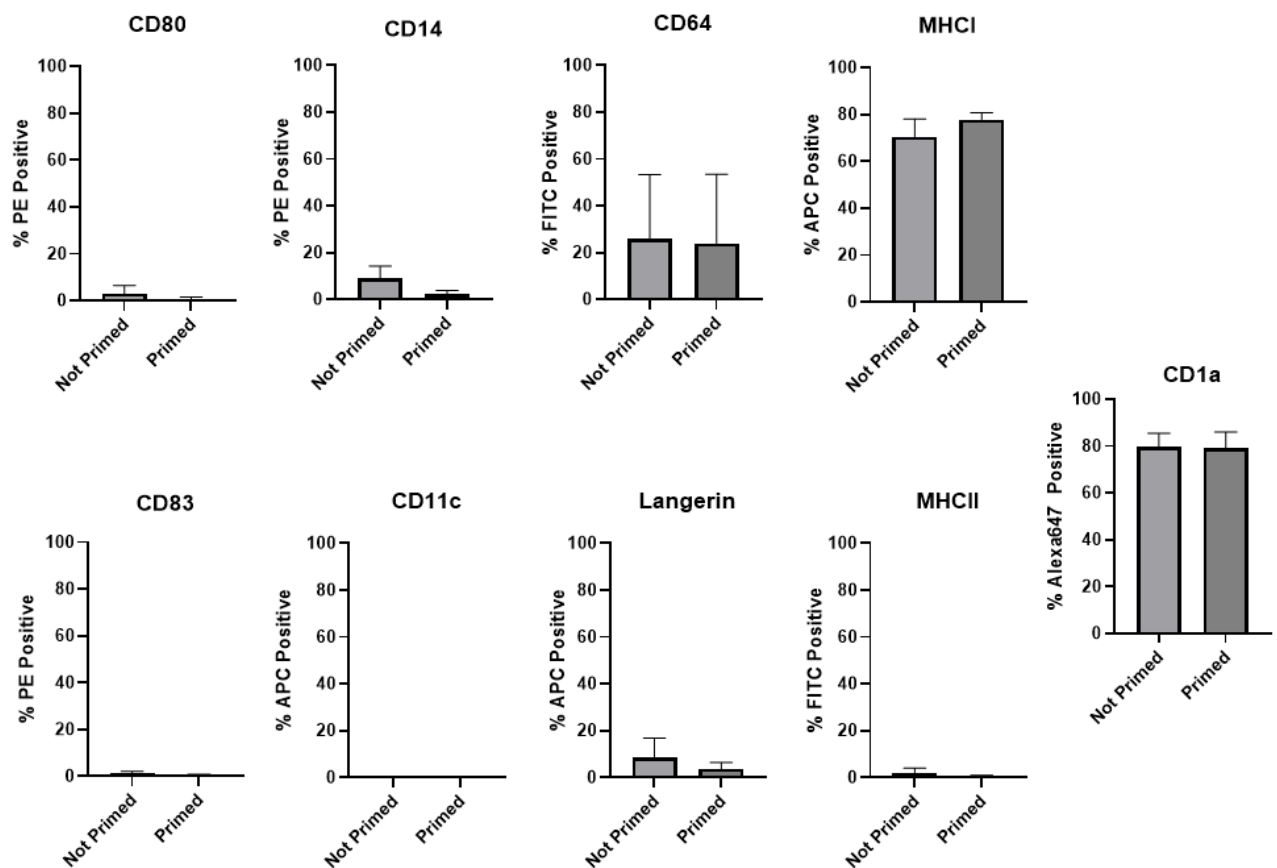 CD80
% PE Positive
100
80
60
40
20
0
Not Primed
Primed
CD14
% PE Positive
100
80
60
40
20
0
Not Primed
Primed
CD64
% FITC Positive
100
80
60
40
20
0
Not Primed
Primed
MHCI
% APC Positive
100
80
60
40
20
0
Not Primed
Primed
CD1a
% Alexa647 Positive
100
80
60
40
20
0
Not Primed
Primed
CD83
% PE Positive
100
80
60
40
20
0
Not Primed
Primed
CD11c
% APC Positive
100
80
60
40
20
0
Not Primed
Primed
Langerin
% APC Positive
100
80
60
40
20
0
Not Primed
Primed
MHCII
% FITC Positive
100
80
60
40
20
0
Not Primed
Primed